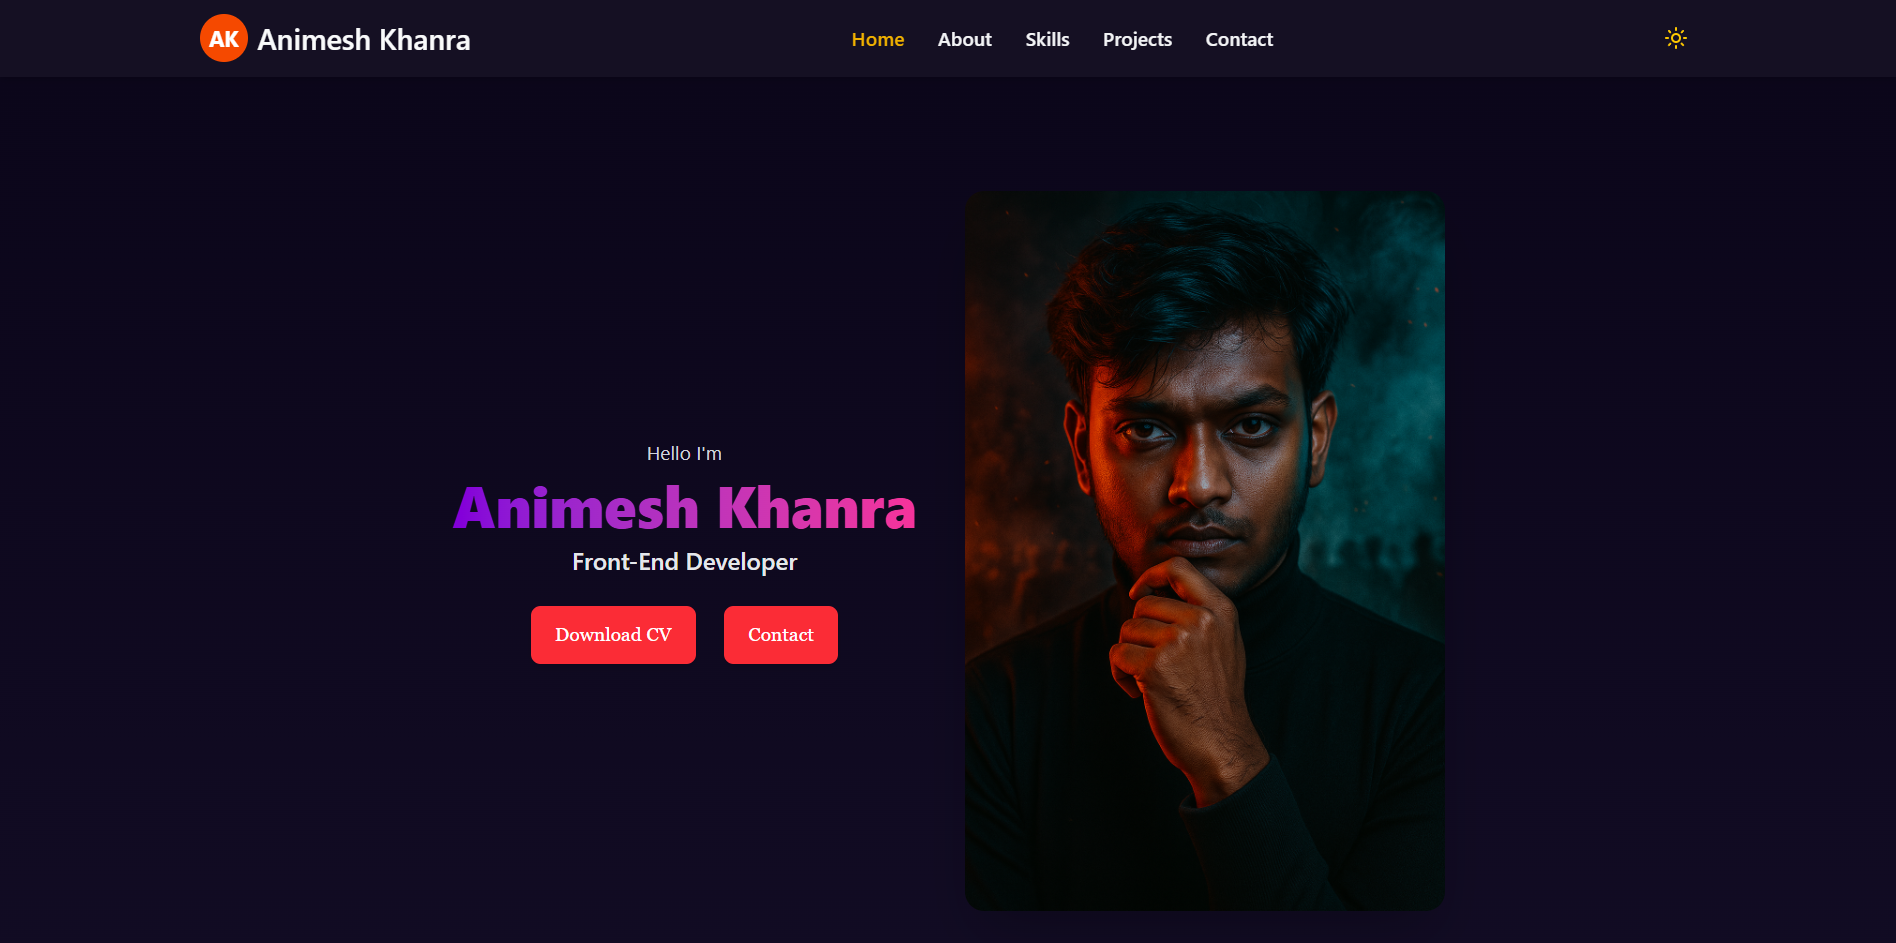 AK Animesh Khanra
Home About Skills Projects Contact
Hello I'm
Animesh Khanra
Front-End Developer
Download CV Contact